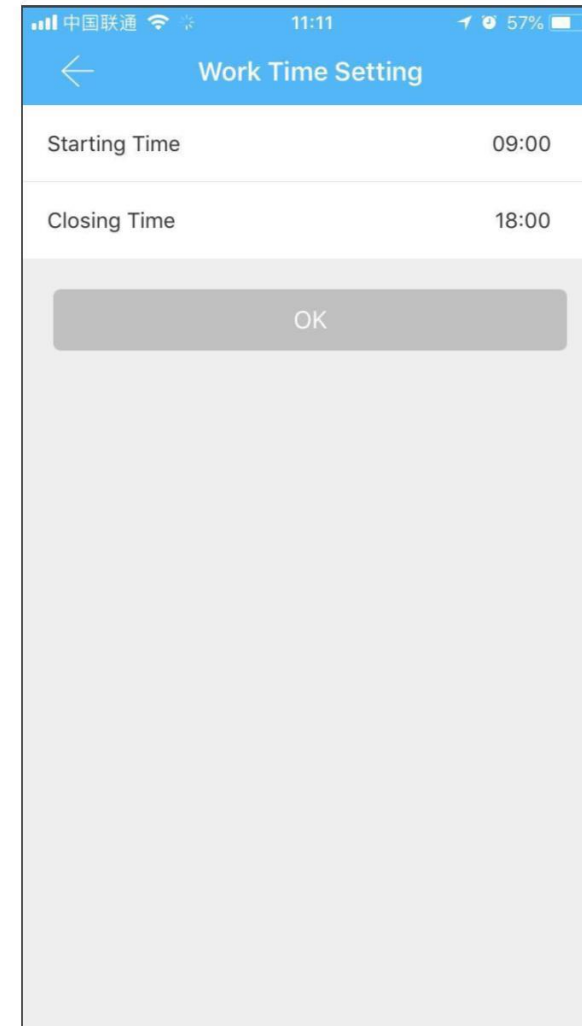 中国联通 11:11 57%
Work Time Setting
Starting Time 09:00
Closing Time 18:00
OK